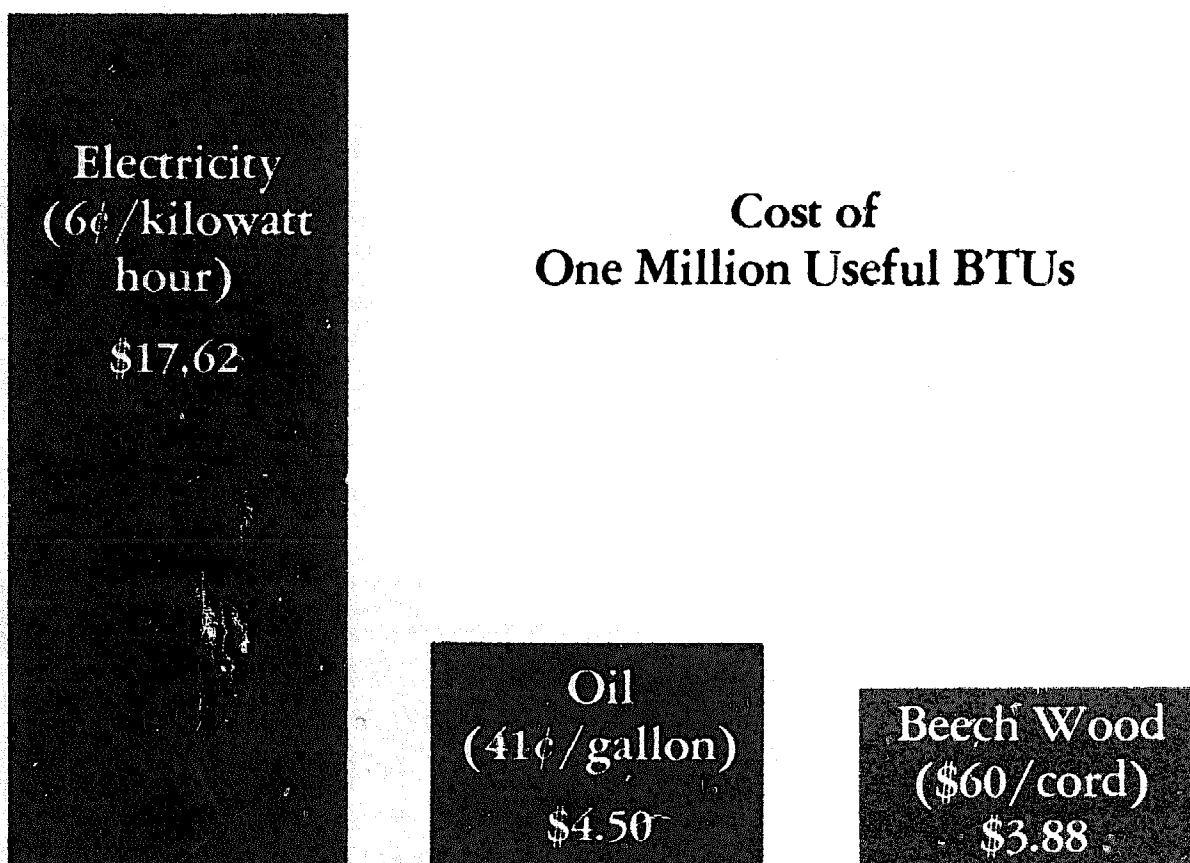 Electricity
(6¢/kilowatt
hour)
$17.62
Cost of
One Million Useful BTUs
Oil
(41¢/gallon)
$4.50
Beech Wood
($60/cord)
$3.88